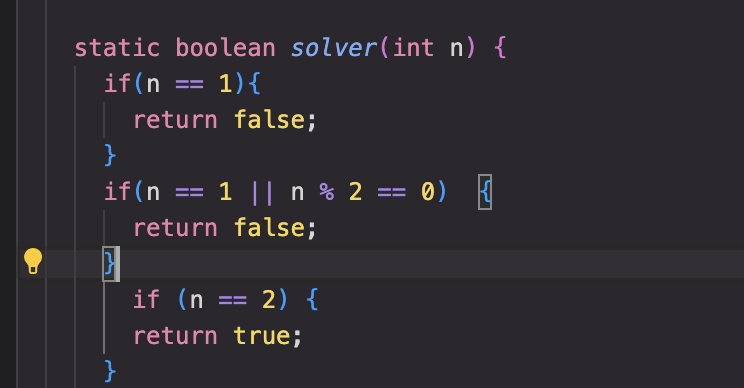 static boolean solver(int n) {
if(n == 1){
return false;
}
if(n == 1 || n % 2 == 0)  {
return false;
}
if (n == 2) {
return true;
}